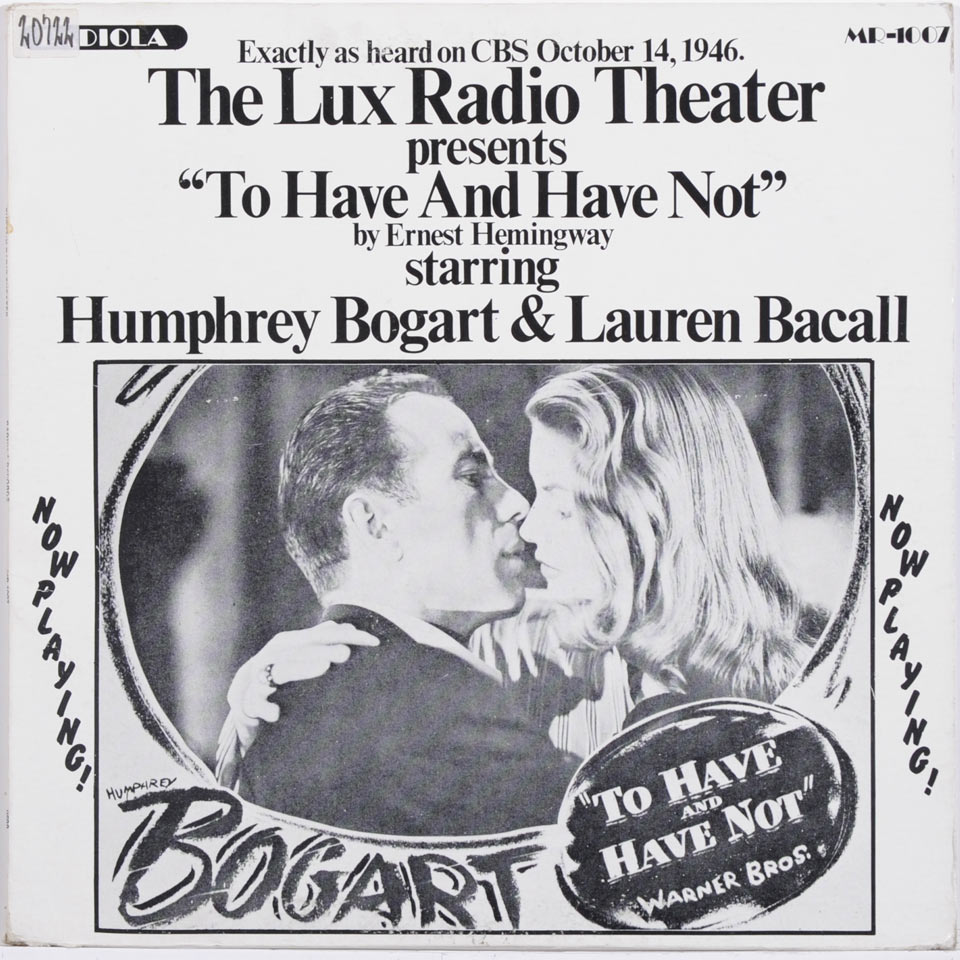 20722
DIOLA
MR-1007
Exactly as heard on CBS October 14, 1946.
The Lux Radio Theater
presents
“To Have And Have Not”
by Ernest Hemingway
starring
Humphrey Bogart & Lauren Bacall
NOW PLAYING!
NOW PLAYING!
HUMPHREY
BOGART
"TO HAVE
AND
HAVE NOT"
WARNER BROS.